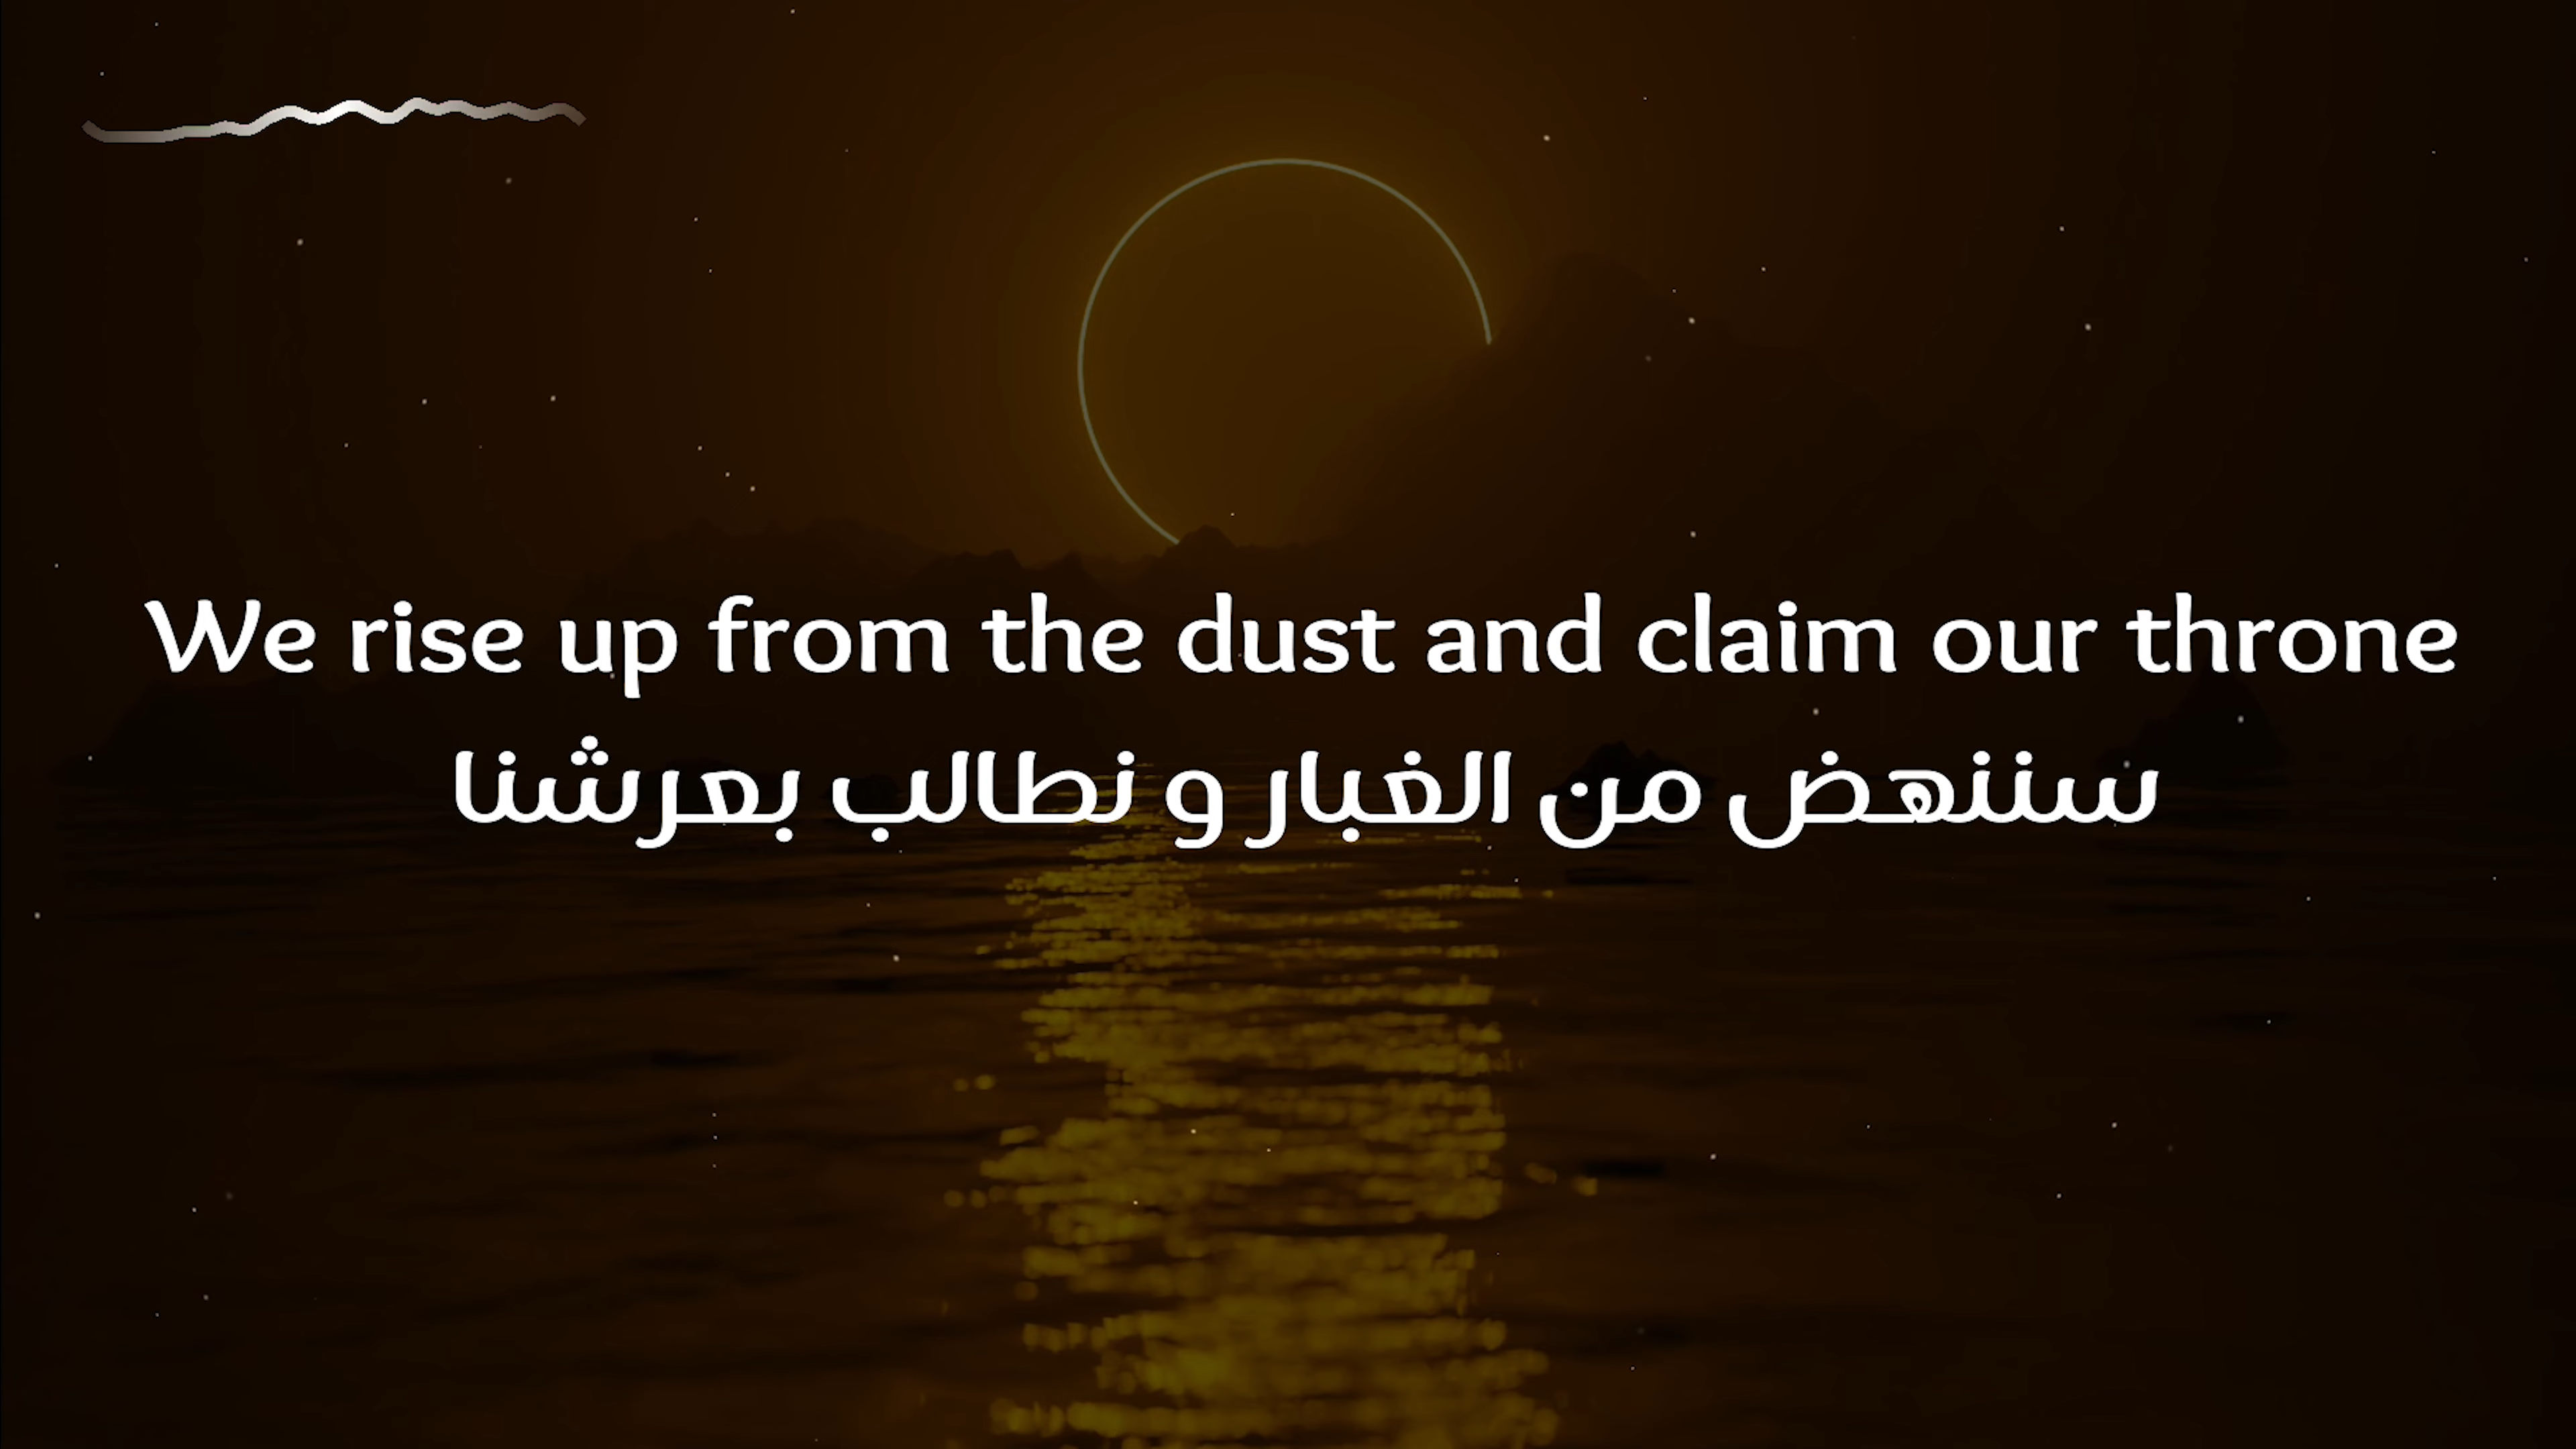 We rise up from the dust and claim our throne
سننهض من الغبار و نطالب بعرشنا